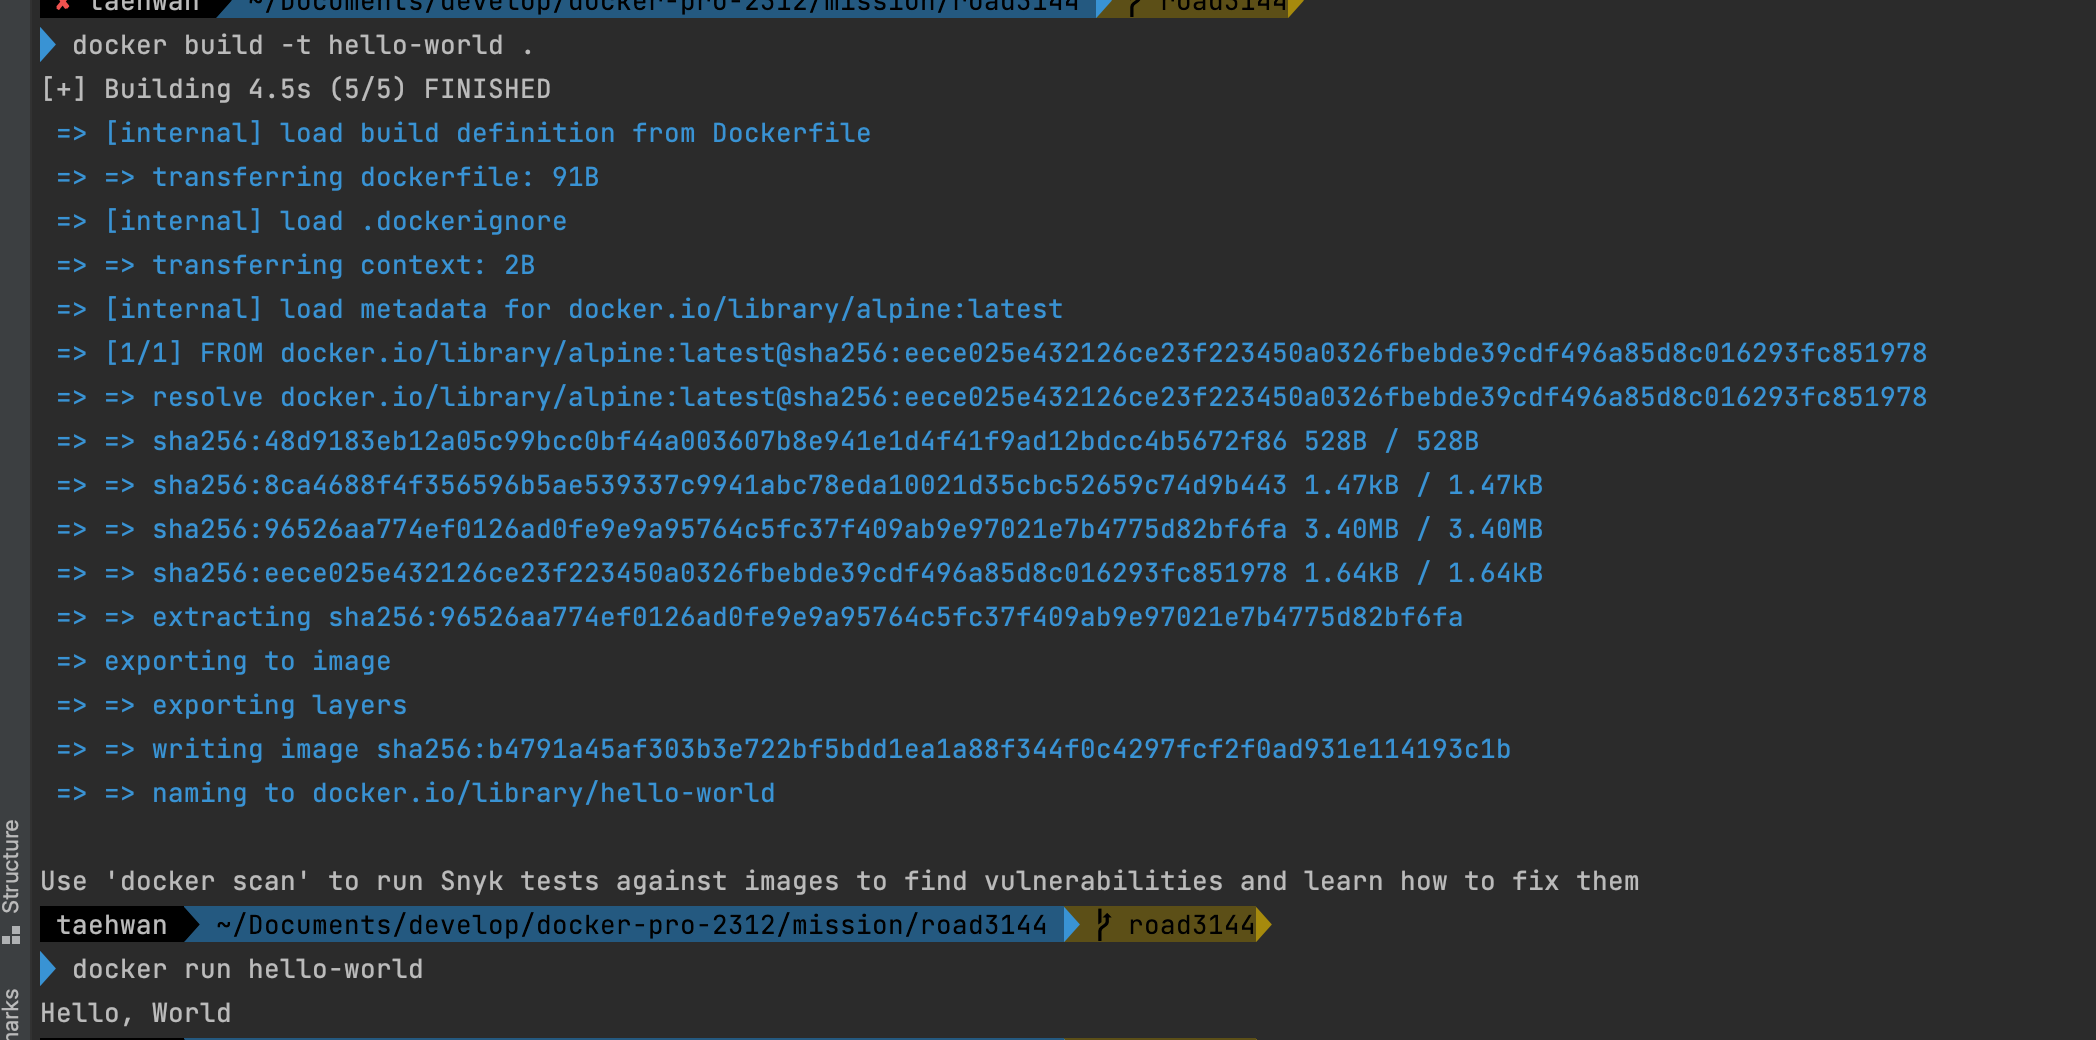 ✘ taehwan ~/Documents/develop/docker-pro-2312/mission/road3144 road3144
docker build -t hello-world .
[+] Building 4.5s (5/5) FINISHED
=> [internal] load build definition from Dockerfile
=> => transferring dockerfile: 91B
=> [internal] load .dockerignore
=> => transferring context: 2B
=> [internal] load metadata for docker.io/library/alpine:latest
=> [1/1] FROM docker.io/library/alpine:latest@sha256:eece025e432126ce23f223450a0326fbebde39cdf496a85d8c016293fc851978
=> => resolve docker.io/library/alpine:latest@sha256:eece025e432126ce23f223450a0326fbebde39cdf496a85d8c016293fc851978
=> => sha256:48d9183eb12a05c99bcc0bf44a003607b8e941e1d4f41f9ad12bdcc4b5672f86 528B / 528B
=> => sha256:8ca4688f4f356596b5ae539337c9941abc78eda10021d35cbc52659c74d9b443 1.47kB / 1.47kB
=> => sha256:96526aa774ef0126ad0fe9e9a95764c5fc37f409ab9e97021e7b4775d82bf6fa 3.40MB / 3.40MB
=> => sha256:eece025e432126ce23f223450a0326fbebde39cdf496a85d8c016293fc851978 1.64kB / 1.64kB
=> => extracting sha256:96526aa774ef0126ad0fe9e9a95764c5fc37f409ab9e97021e7b4775d82bf6fa
=> exporting to image
=> => exporting layers
=> => writing image sha256:b4791a45af303b3e722bf5bdd1ea1a88f344f0c4297fcf2f0ad931e114193c1b
=> => naming to docker.io/library/hello-world
Use 'docker scan' to run Snyk tests against images to find vulnerabilities and learn how to fix them
taehwan ~/Documents/develop/docker-pro-2312/mission/road3144 road3144
docker run hello-world
Hello, World
Structure